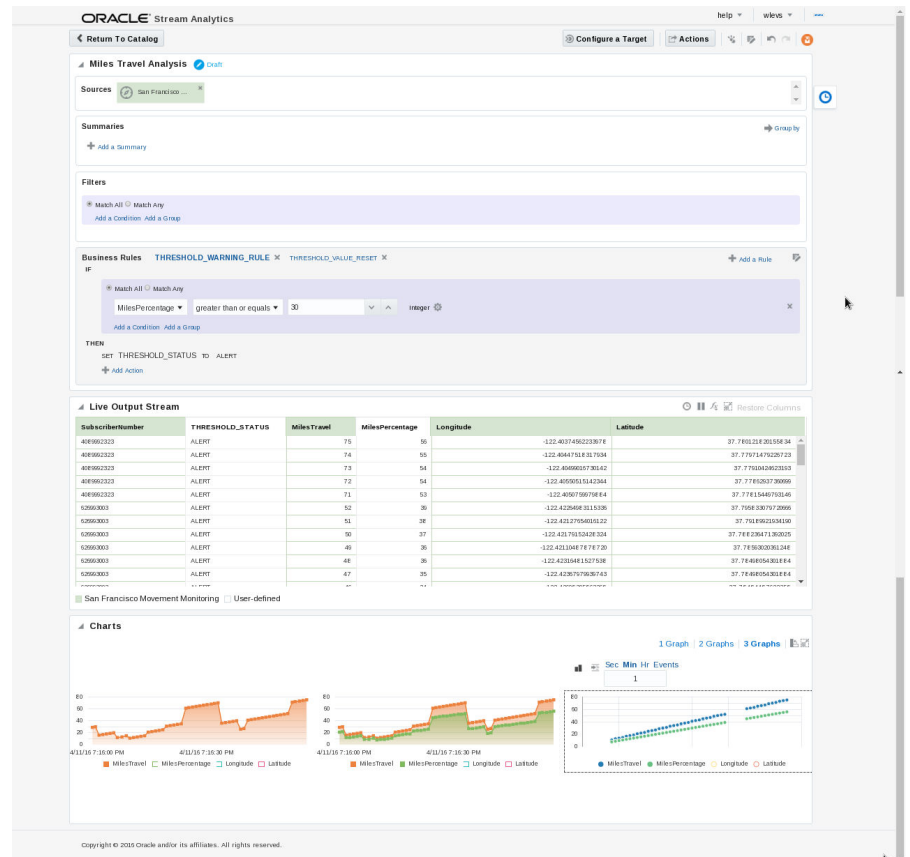 ORACLE Stream Analytics
help wlevs
Return To Catalog
Configure a Target Actions
Miles Travel Analysis Draft
Sources San Francisco ...
Summaries
Group by
Add a Summary
Filters
Match All Match Any
Add a Condition Add a Group
Business Rules THRESHOLD_WARNING_RULE THRESHOLD_VALUE_RESET
Add a Rule
IF
Match All Match Any
MilesPercentage greater than or equals 30 Integer
Add a Condition Add a Group
THEN
SET THRESHOLD_STATUS TO ALERT
Add Action
Live Output Stream
Restore Columns
SubscriberNumber THRESHOLD_STATUS MilesTravel MilesPercentage Longitude Latitude
4089992323 ALERT 75
4089992323 ALERT 74 55
4089992323 ALERT 73 54
4089992323 ALERT 72 54
4089992323 ALERT 71 53
626993003 ALERT 52
626993003 ALERT 51 38
626993003 ALERT 50 37
626993003 ALERT 49 36
626993003 ALERT 48 36
626993003 ALERT 47 35
San Francisco Movement Monitoring User-defined
Charts
1 Graph 2 Graphs 3 Graphs
Sec Min Hr Events
1
80
60
40
20
0
4/11/16 7:16:00 PM 4/11/16 7:16:30 PM
MilesTravel MilesPercentage Longitude Latitude
80
60
40
20
0
4/11/16 7:16:00 PM 4/11/16 7:16:30 PM
MilesTravel MilesPercentage Longitude Latitude
80
60
40
20
0
MilesTravel MilesPercentage Longitude Latitude
Copyright © 2016 Oracle and/or its affiliates. All rights reserved.